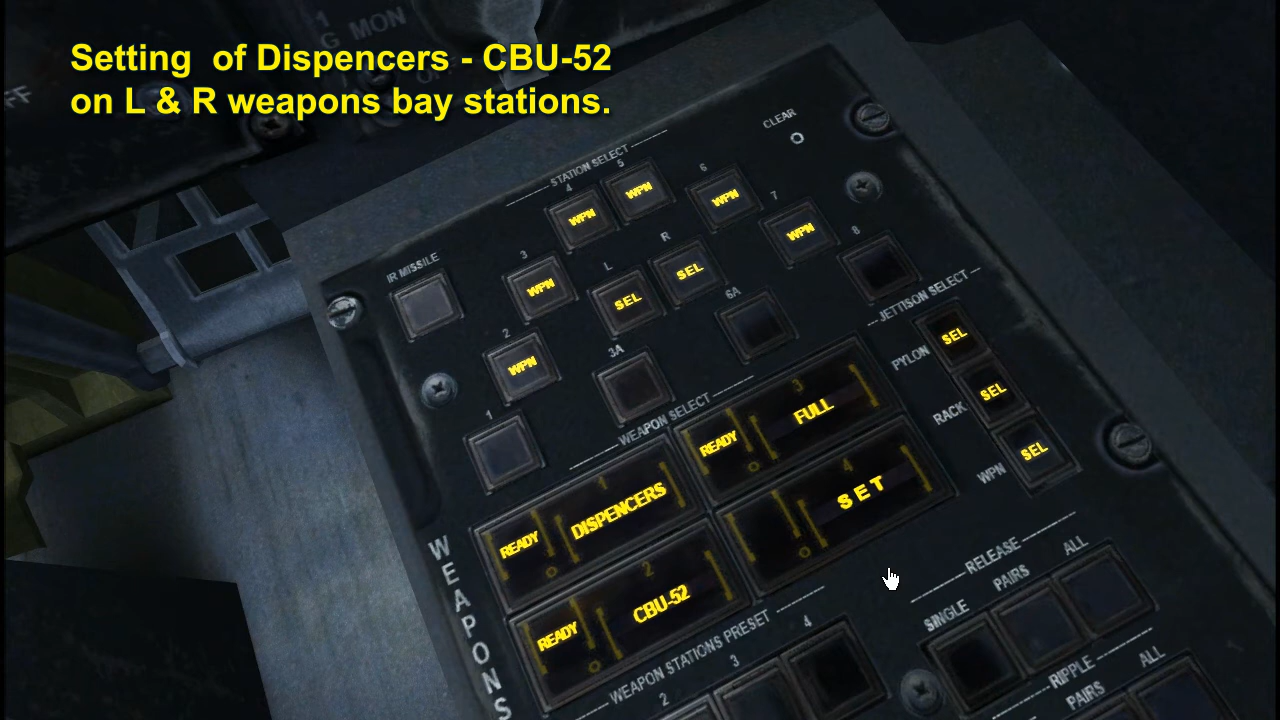 Setting of Dispencers - CBU-52
on L & R weapons bay stations.
1
G MON
FF
CLEAR
STATION SELECT
4
5
6
7
8
WPN
WPN
WPN
WPN
IR MISSILE
3
WPN
L
SEL
R
SEL
6A
2
WPN
3A
1
JETTISON SELECT
PYLON
SEL
RACK
SEL
WPN
SEL
WEAPON SELECT
1
READY
DISPENCERS
3
READY
FULL
2
READY
CBU-52
4
SET
WEAPONS
WEAPON STATIONS PRESET
2
3
4
RELEASE
SINGLE
PAIRS
ALL
RIPPLE
PAIRS
ALL